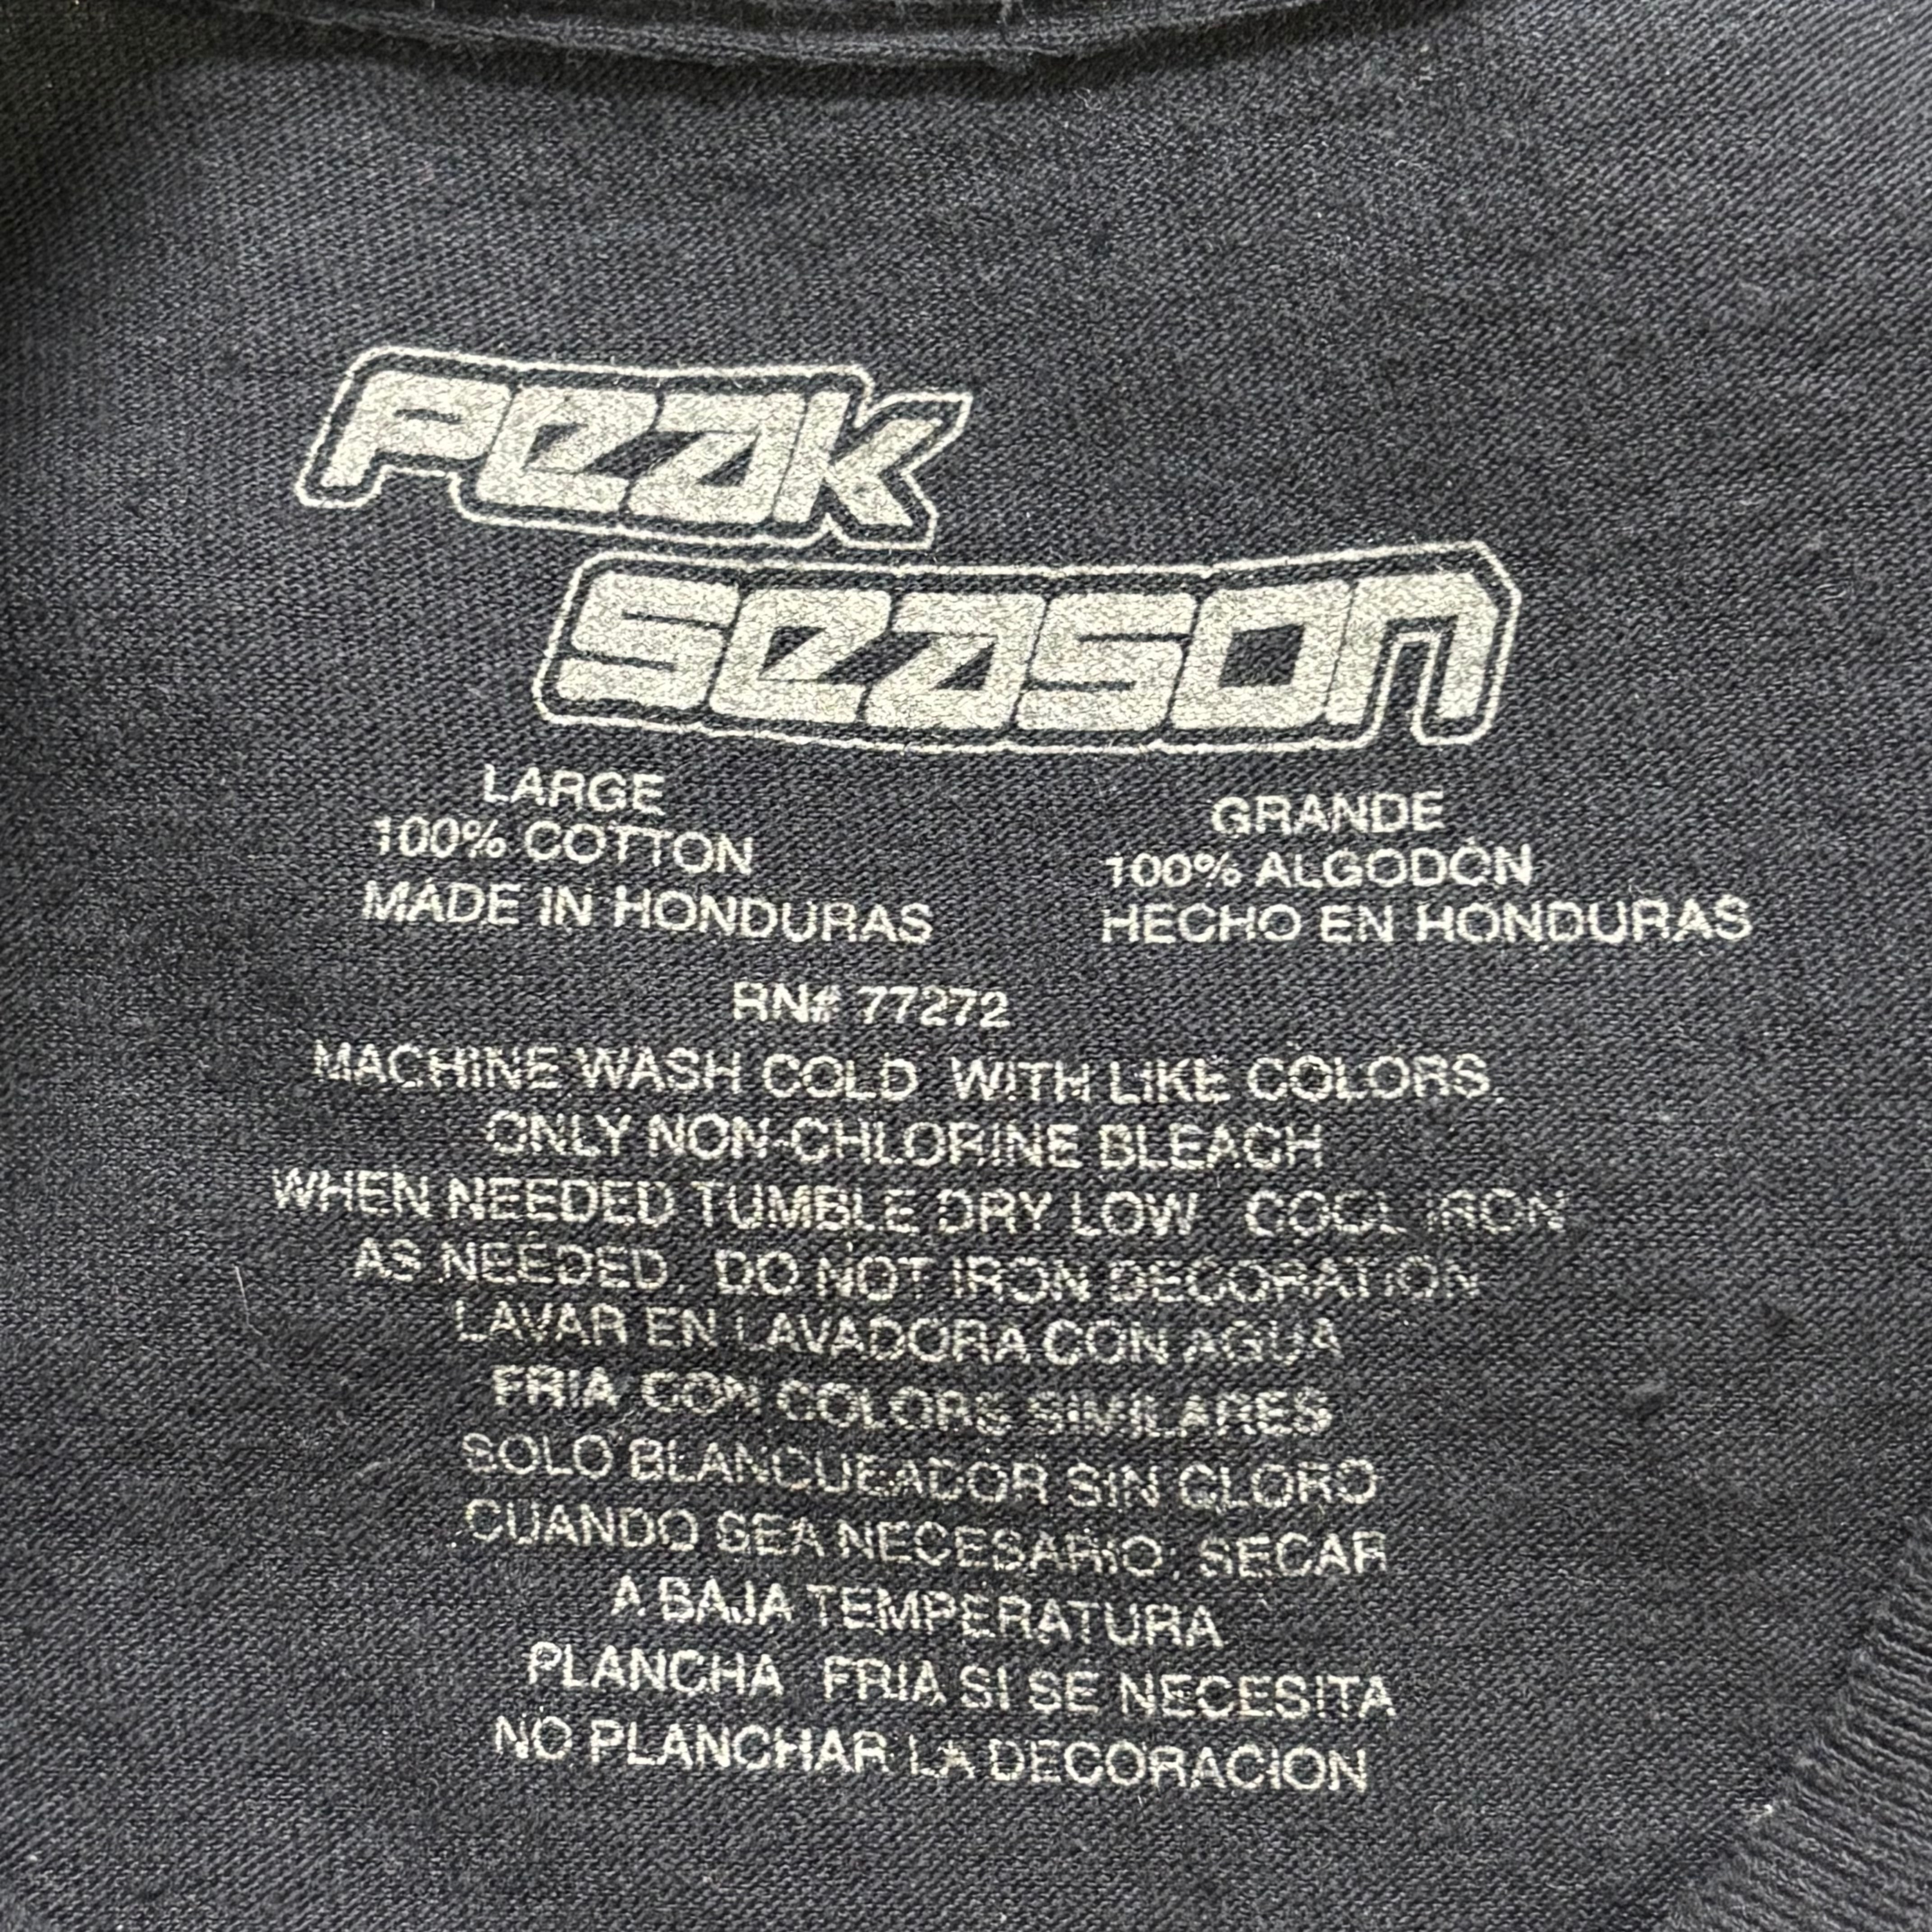 PEAK
SEASON
LARGE
100% COTTON
MADE IN HONDURAS
GRANDE
100% ALGODÓN
HECHO EN HONDURAS
RN# 77272
MACHINE WASH COLD WITH LIKE COLORS.
ONLY NON-CHLORINE BLEACH
WHEN NEEDED TUMBLE DRY LOW COOL IRON
AS NEEDED. DO NOT IRON DECORATION
LAVAR EN LAVADORA CON AGUA
FRIA CON COLORS SIMILARES
SOLO BLANCUEADOR SIN CLORO
CUANDO SEA NECESARIO; SECAR
A BAJA TEMPERATURA
PLANCHA FRIA SI SE NECESITA
NO PLANCHAR LA DECORACION